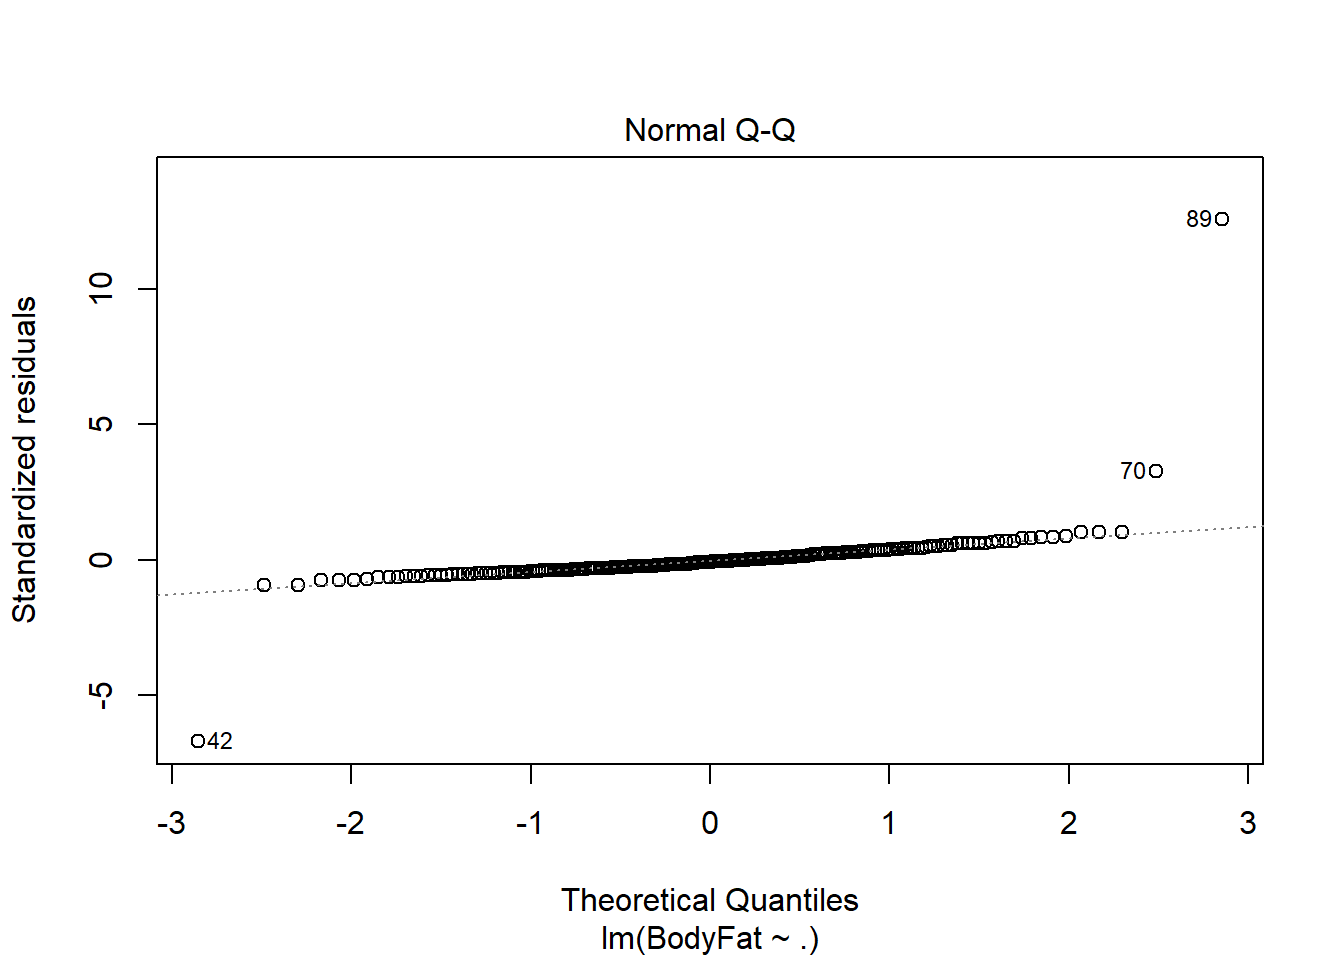 Normal Q-Q
Standardized residuals
10
5
0
-5
89
70
42
-3 -2 -1 0 1 2 3
Theoretical Quantiles
lm(BodyFat ~ .)